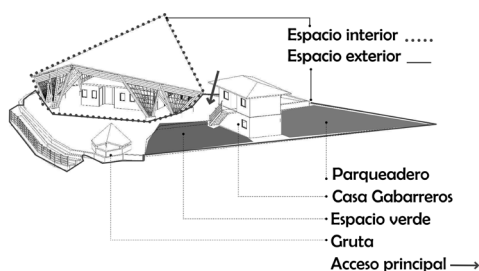 Espacio interior .....
Espacio exterior ___
Parqueadero
Casa Gabarreros
Espacio verde
Gruta
Acceso principal →